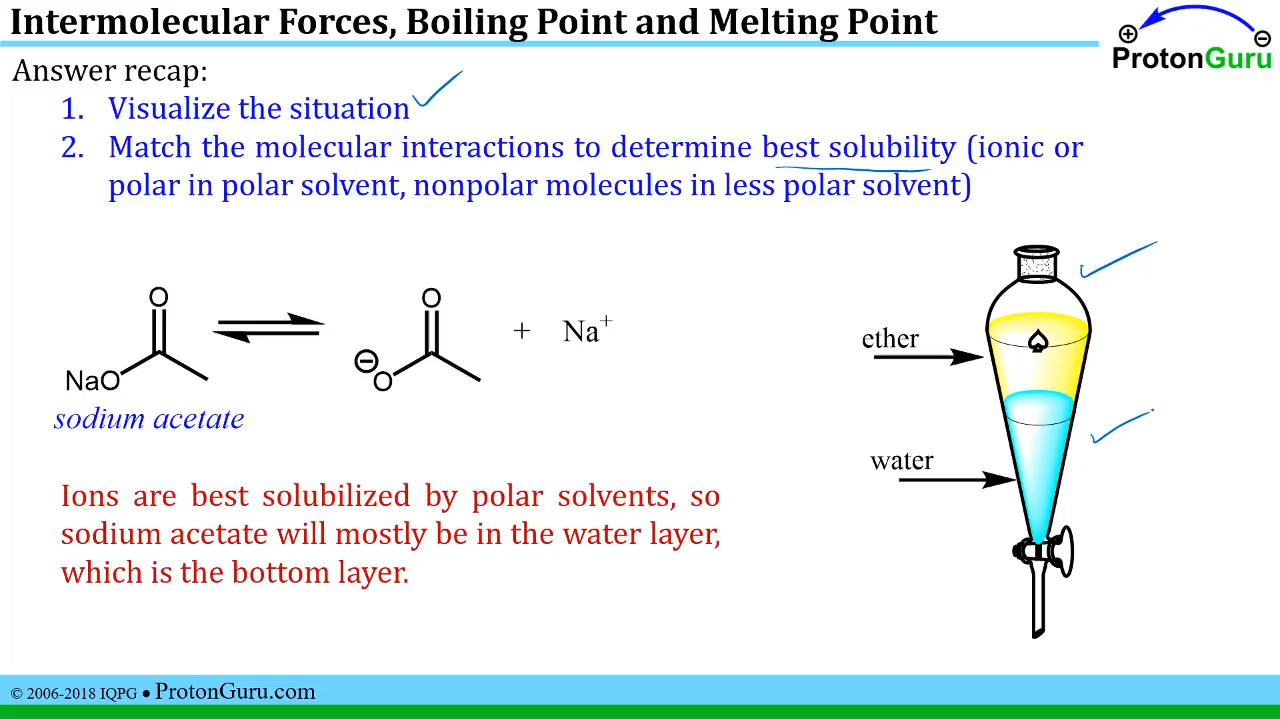 Intermolecular Forces, Boiling Point and Melting Point
ProtonGuru
Answer recap:
1. Visualize the situation
2. Match the molecular interactions to determine best solubility (ionic or
polar in polar solvent, nonpolar molecules in less polar solvent)
O
NaO
sodium acetate
O
⊖
O
+ Na⁺
ether
water
Ions are best solubilized by polar solvents, so
sodium acetate will mostly be in the water layer,
which is the bottom layer.
© 2006-2018 IQPG ● ProtonGuru.com